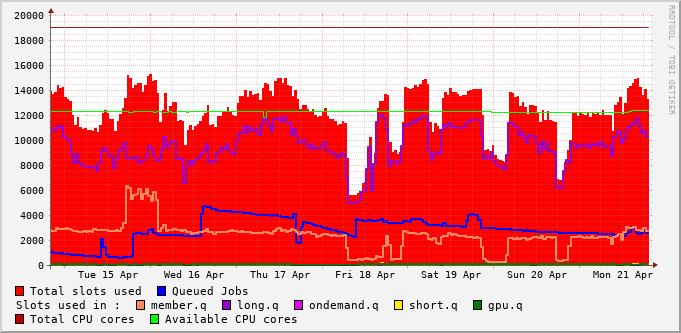 20000
18000
16000
14000
12000
10000
8000
6000
4000
2000
0
Tue 15 Apr Wed 16 Apr Thu 17 Apr Fri 18 Apr Sat 19 Apr Sun 20 Apr Mon 21 Apr
Total slots used Queued Jobs
Slots used in : member.q long.q ondemand.q short.q gpu.q
Total CPU cores Available CPU cores
RRDTOOL / TOBI OETIKER